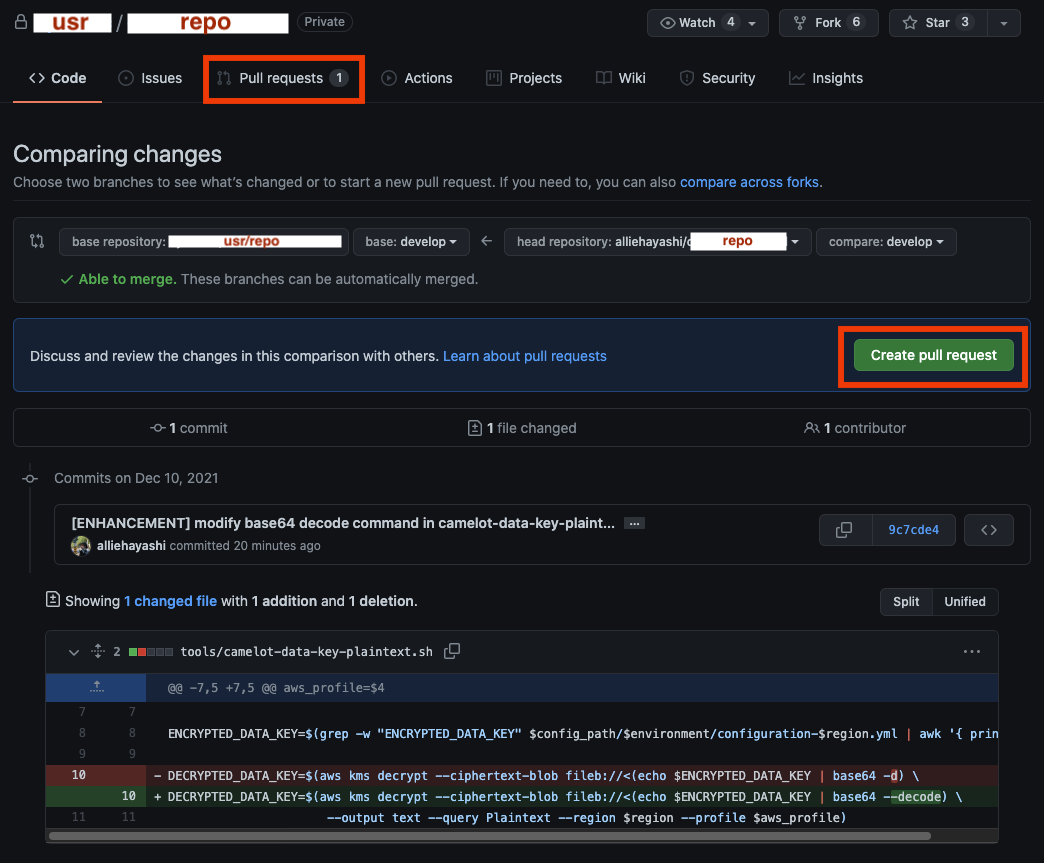 usr / repo Private Watch 4 Fork 6 Star 3
Code Issues Pull requests 1 Actions Projects Wiki Security Insights
Comparing changes
Choose two branches to see what's changed or to start a new pull request. If you need to, you can also compare across forks.
base repository: usr/repo base: develop ← head repository: alliehayashi/ repo compare: develop
Able to merge. These branches can be automatically merged.
Discuss and review the changes in this comparison with others. Learn about pull requests Create pull request
1 commit 1 file changed 1 contributor
Commits on Dec 10, 2021
[ENHANCEMENT] modify base64 decode command in camelot-data-key-plaint... ... 9c7cde4 <>
alliehayashi committed 20 minutes ago
Showing 1 changed file with 1 addition and 1 deletion. Split Unified
2 tools/camelot-data-key-plaintext.sh ...
@@ -7,5 +7,5 @@ aws_profile=$4
7 7
8 8 ENCRYPTED_DATA_KEY=$(grep -w "ENCRYPTED_DATA_KEY" $config_path/$environment/configuration-$region.yml | awk '{ prin
9 9
10 - DECRYPTED_DATA_KEY=$(aws kms decrypt --ciphertext-blob fileb://<(echo $ENCRYPTED_DATA_KEY | base64 -d) \
10 + DECRYPTED_DATA_KEY=$(aws kms decrypt --ciphertext-blob fileb://<(echo $ENCRYPTED_DATA_KEY | base64 --decode) \
11 11 --output text --query Plaintext --region $region --profile $aws_profile)